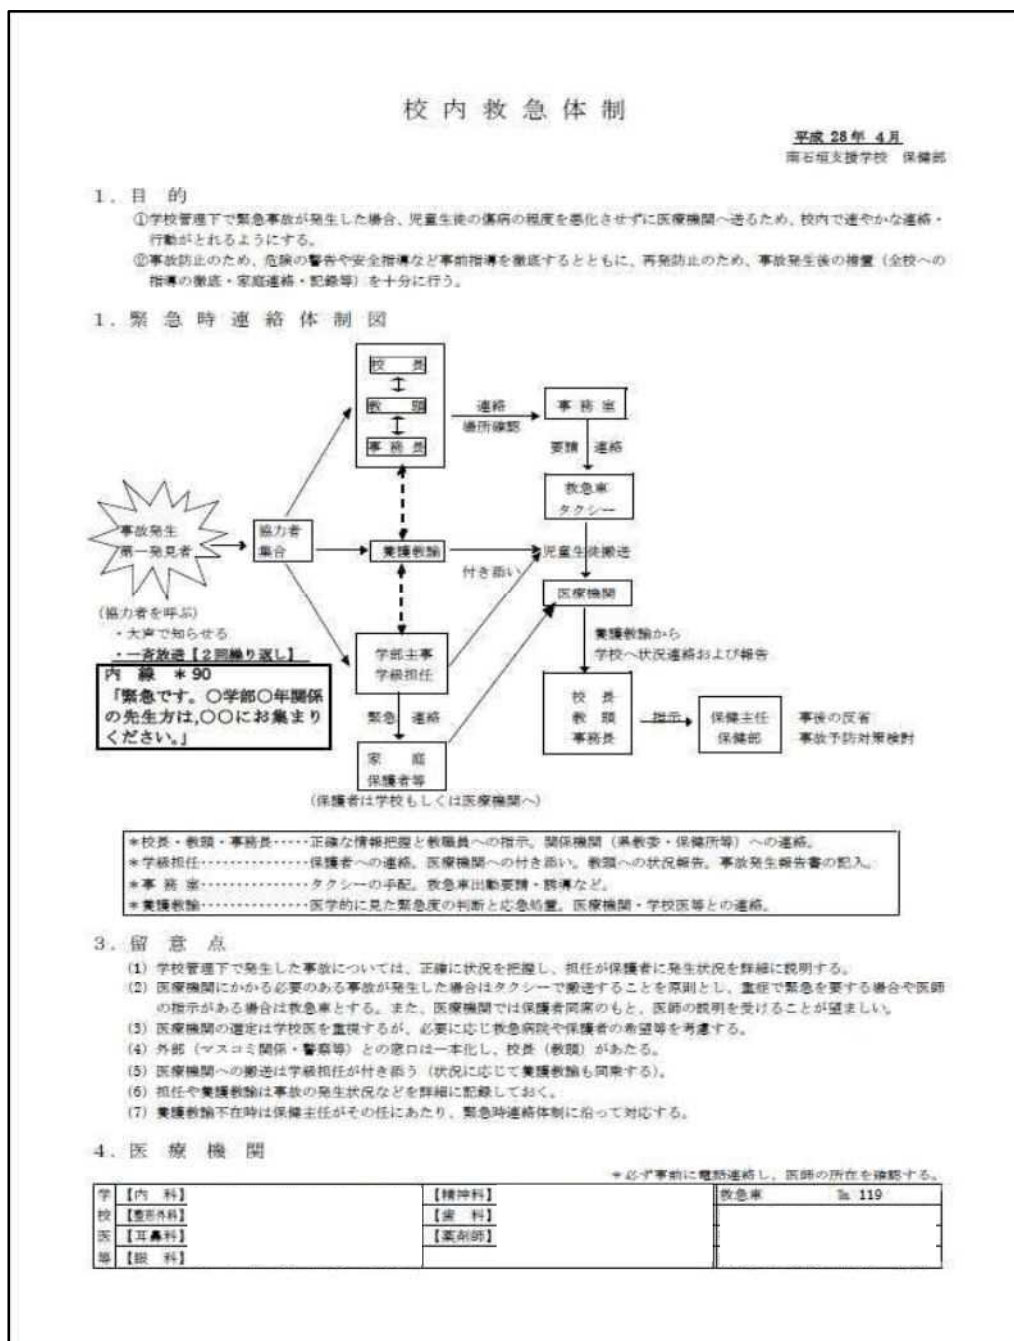 校内救急体制
平成 28年 4月
南石垣支援学校 保健部
1．目 的
①学校管理下で緊急事故が発生した場合、児童生徒の傷病の程度を悪化させずに医療機関へ送るため、校内で速やかな連絡・
行動がとれるようにする。
②事故防止のため、危険の警告や安全指導など事前指導を徹底するとともに、再発防止のため、事故発生後の措置（全校への
指導の徹底・家庭連絡・記録等）を十分に行う。
1．緊急時連絡体制図
校 長
教 頭
事務長
連絡
場所確認
事務室
要請 連絡
救急車
タクシー
事故発生
第一発見者
協力者
集合
養護教諭
付き添い
児童生徒搬送
医療機関
（協力者を呼ぶ）
・大声で知らせる
・一斉放送【２回繰り返し】
内 線 ＊90
「緊急です。○学部○年関係
の先生方は,○○にお集まり
ください。」
学部主事
学級担任
養護教諭から
学校へ状況連絡および報告
緊急 連絡
校 長
教 頭
事務長
指示
保健主任
保健部
事後の反省
事故予防対策検討
家 庭
保護者等
（保護者は学校もしくは医療機関へ）
＊校長・教頭・事務長‥‥‥正確な情報把握と教職員への指示。関係機関（県教委・保健所等）への連絡。
＊学級担任‥‥‥‥‥‥‥保護者への連絡。医療機関への付き添い。教頭への状況報告。事故発生報告書の記入。
＊事 務 室‥‥‥‥‥‥‥タクシーの手配。救急車出動要請・誘導など。
＊養護教諭‥‥‥‥‥‥‥医学的に見た緊急度の判断と応急処置。医療機関・学校医等との連絡。
3．留 意 点
(1) 学校管理下で発生した事故については、正確に状況を把握し、担任が保護者に発生状況を詳細に説明する。
(2) 医療機関にかかる必要のある事故が発生した場合はタクシーで搬送することを原則とし、重症で緊急を要する場合や医師
の指示がある場合は救急車とする。また、医療機関では保護者同席のもと、医師の説明を受けることが望ましい。
(3) 医療機関の選定は学校医を重視するが、必要に応じ救急病院や保護者の希望等を考慮する。
(4) 外部（マスコミ関係・警察等）との窓口は一本化し、校長（教頭）があたる。
(5) 医療機関への搬送は学級担任が付き添う（状況に応じて養護教諭も同乗する）。
(6) 担任や養護教諭は事故の発生状況などを詳細に記録しておく。
(7) 養護教諭不在時は保健主任がその任にあたり、緊急時連絡体制に沿って対応する。
4．医 療 機 関
＊必ず事前に電話連絡し、医師の所在を確認する。
学校医等
【内 科】 【精神科】 救急車 ℡ 119
【整形外科】 【歯 科】
【耳鼻科】 【薬剤師】
【眼 科】